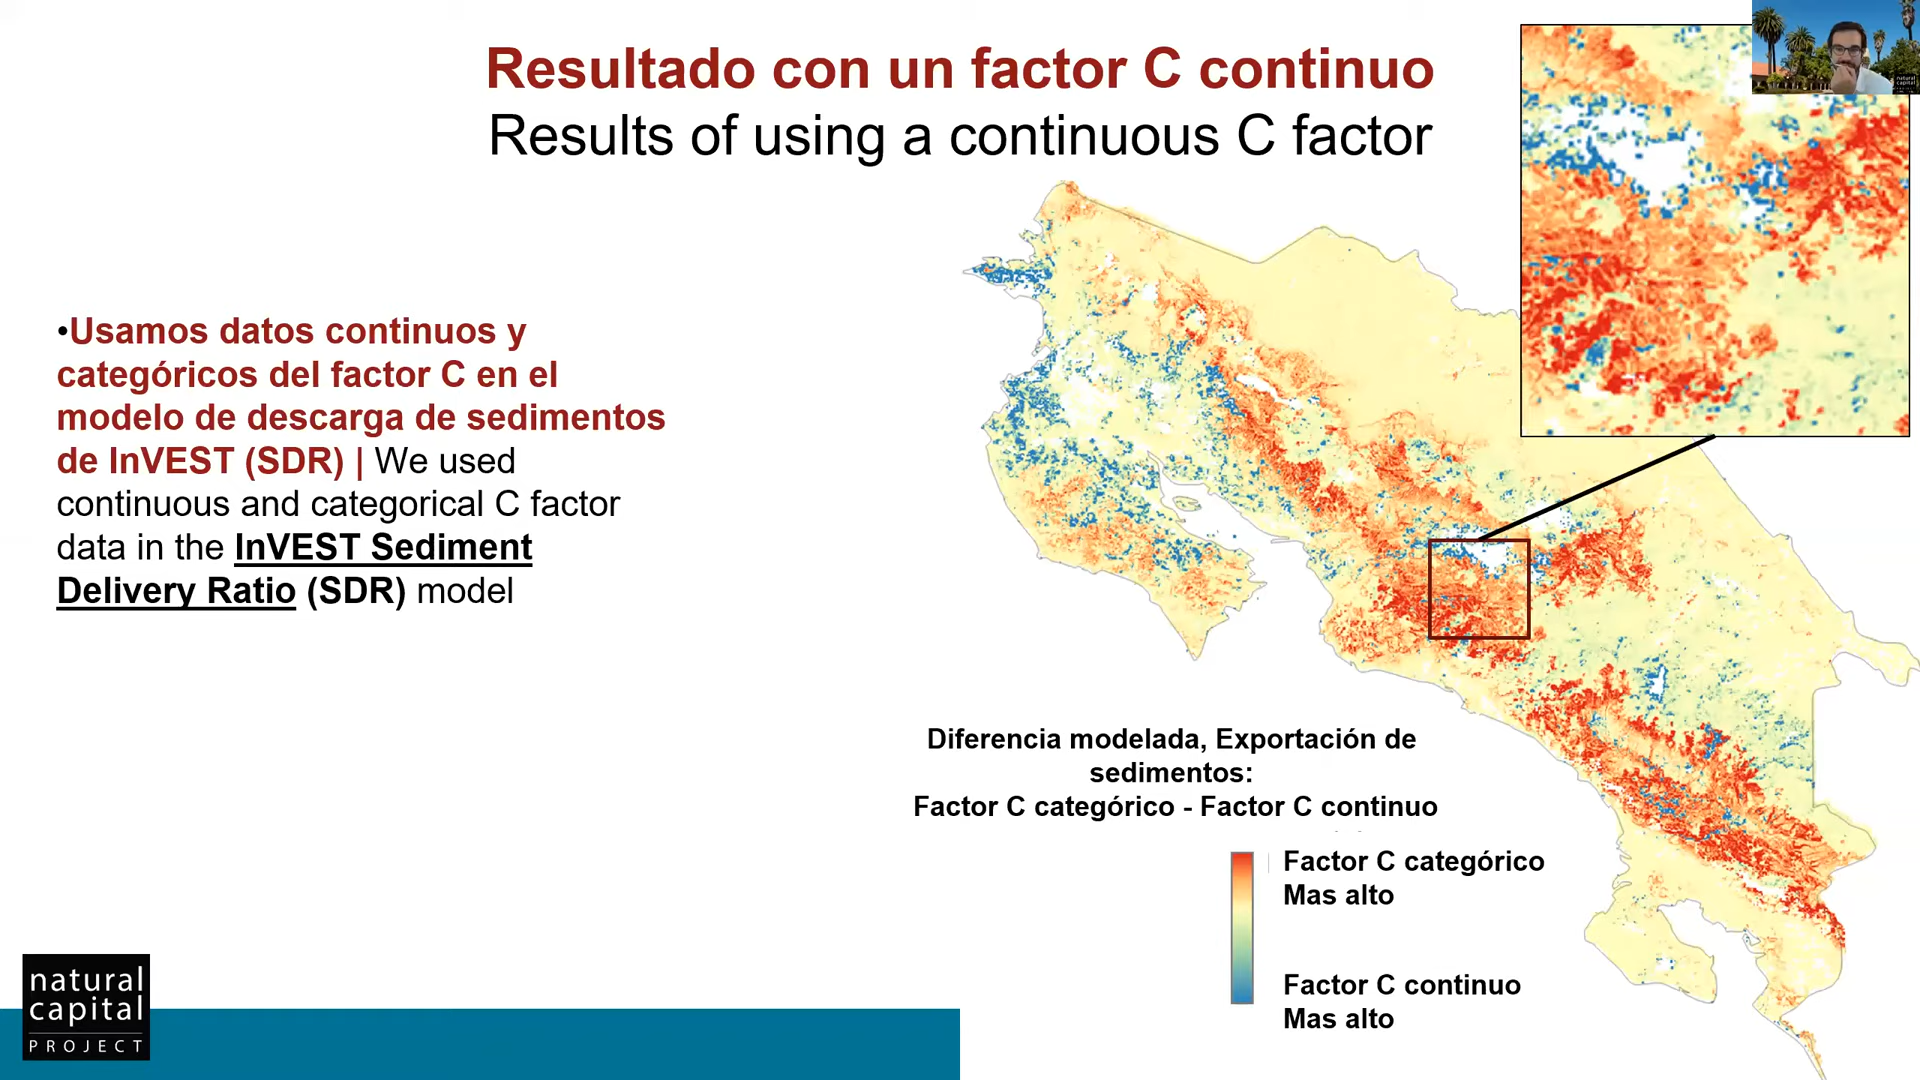 Resultado con un factor C continuo
Results of using a continuous C factor
•Usamos datos continuos y
categóricos del factor C en el
modelo de descarga de sedimentos
de InVEST (SDR) | We used
continuous and categorical C factor
data in the InVEST Sediment
Delivery Ratio (SDR) model
Diferencia modelada, Exportación de
sedimentos:
Factor C categórico - Factor C continuo
Factor C categórico
Mas alto
Factor C continuo
Mas alto
natural
capital
PROJECT
natural
capital